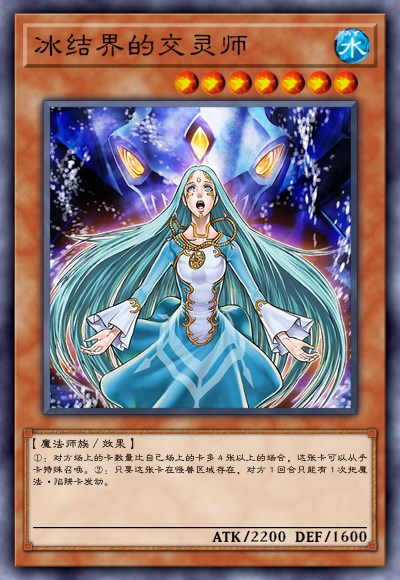 冰结界的交灵师
水
【魔法师族／效果】
①：对方场上的卡数量比自己场上的卡多4张以上的场合，这张卡可以从手
卡特殊召唤。②：只要这张卡在怪兽区域存在，对方1回合只能有1次把魔
法·陷阱卡发动。
ATK/2200 DEF/1600